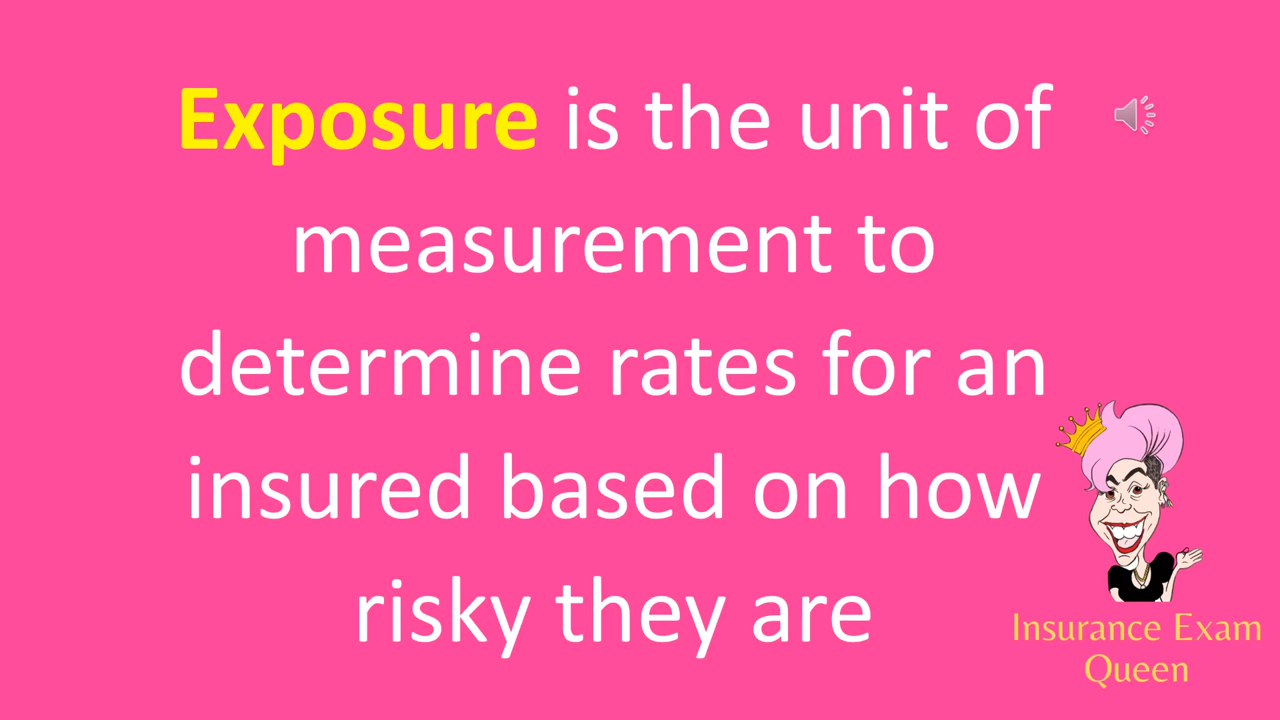 Exposure is the unit of
measurement to
determine rates for an
insured based on how
risky they are
Insurance Exam
Queen